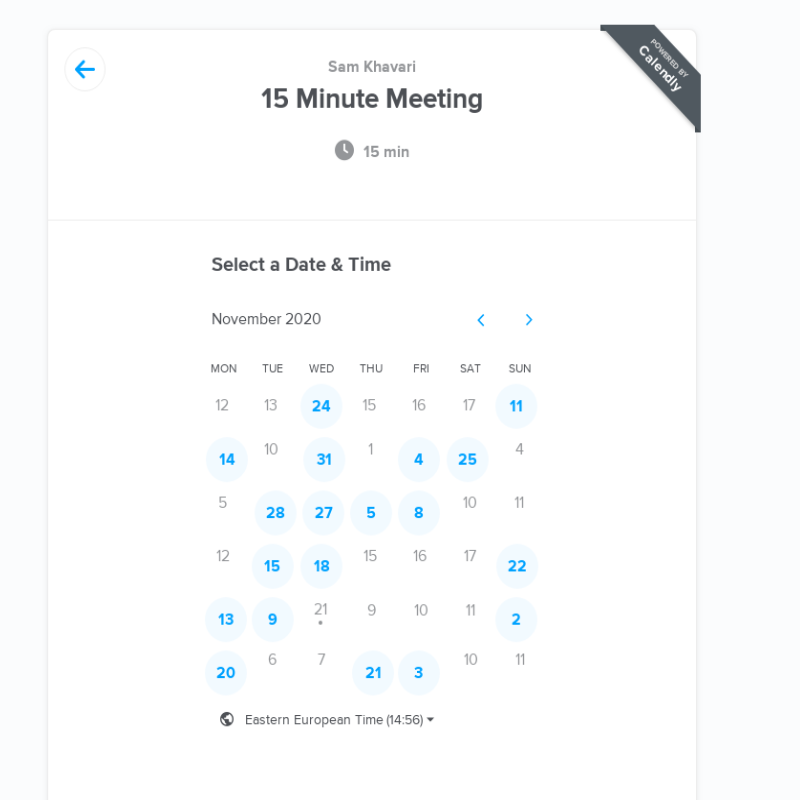 POWERED BY
Calendly
Sam Khavari
15 Minute Meeting
15 min
Select a Date & Time
November 2020
MON TUE WED THU FRI SAT SUN
12 13 24 15 16 17 11
14 10 31 1 4 25 4
5 28 27 5 8 10 11
12 15 18 15 16 17 22
13 9 21 9 10 11 2
20 6 7 21 3 10 11
Eastern European Time (14:56)